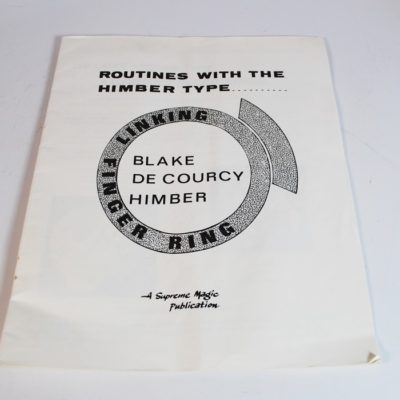 ROUTINES WITH THE
HIMBER TYPE..........
LINKING
FINGER RING
BLAKE
DE COURCY
HIMBER
A Supreme Magic
Publication